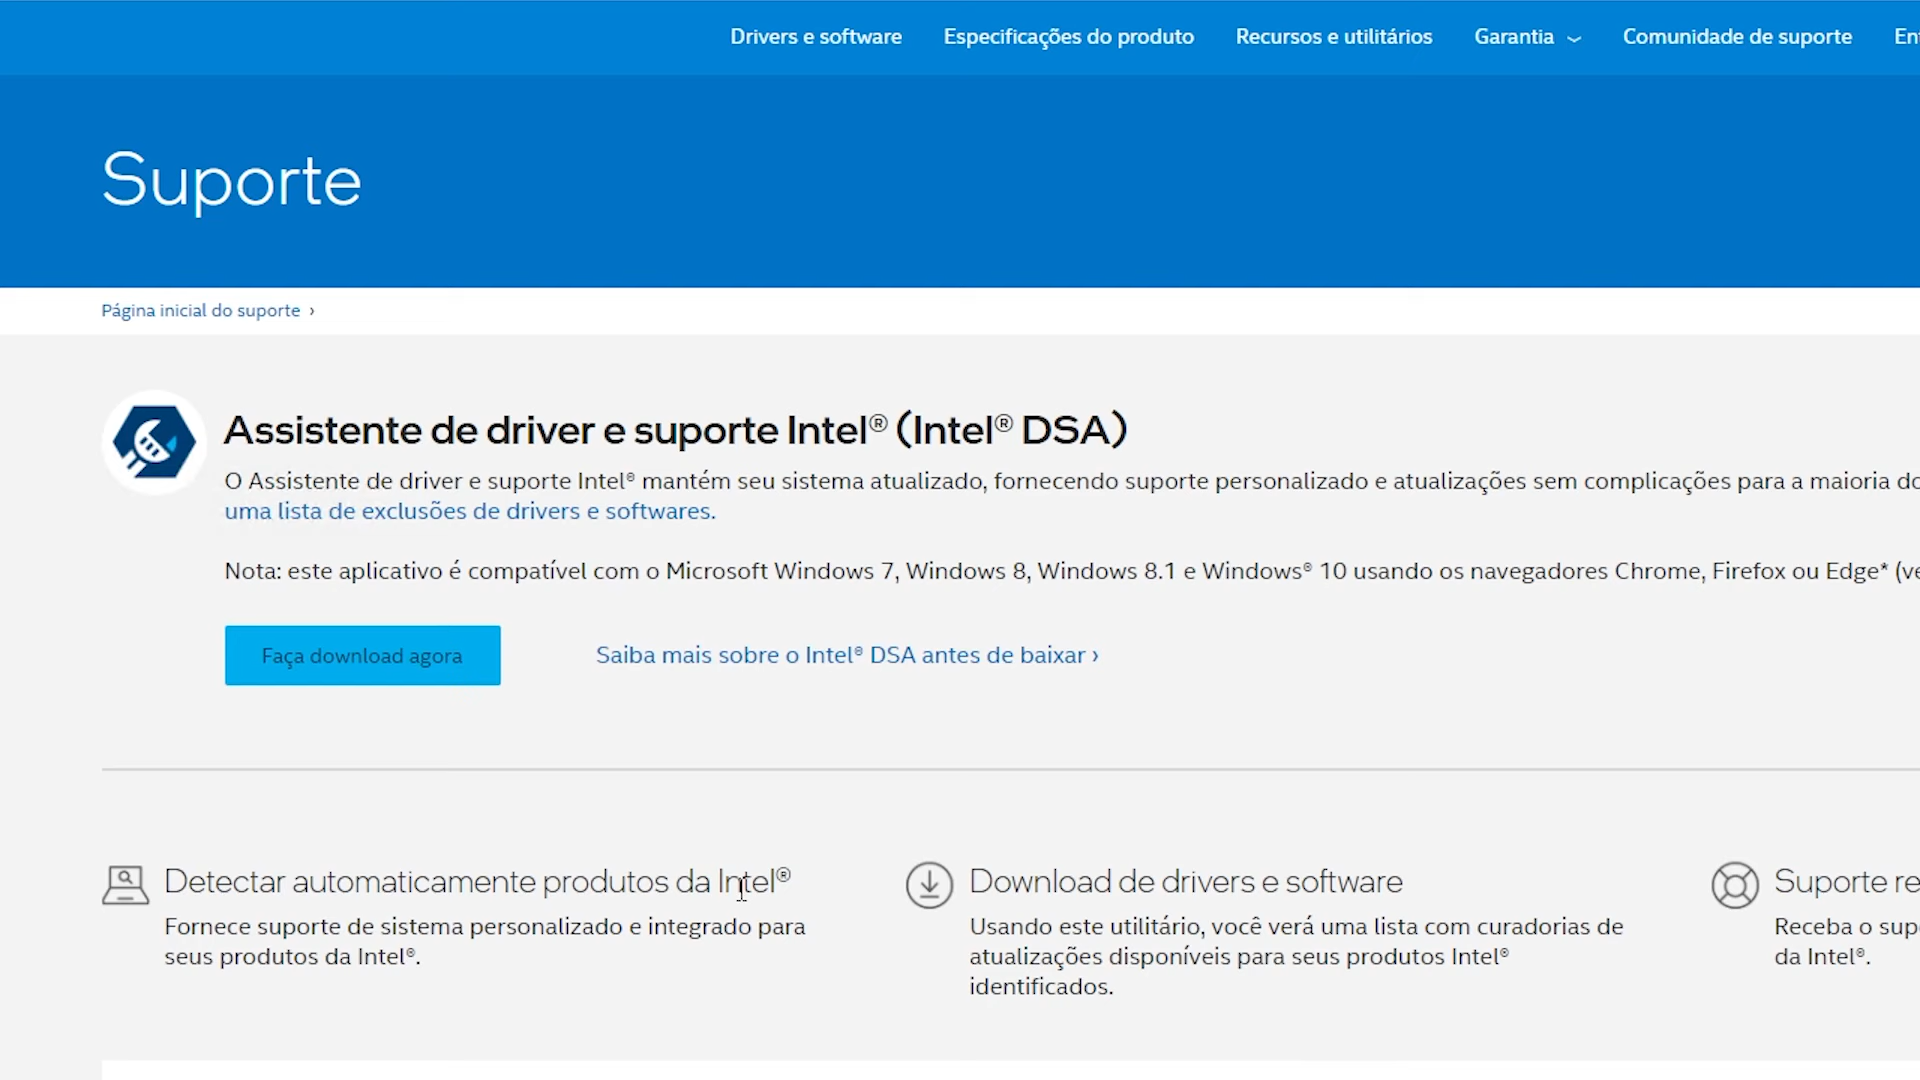 Drivers e software Especificações do produto Recursos e utilitários Garantia Comunidade de suporte
Suporte
Página inicial do suporte ›
Assistente de driver e suporte Intel® (Intel® DSA)
O Assistente de driver e suporte Intel® mantém seu sistema atualizado, fornecendo suporte personalizado e atualizações sem complicações para a maioria
uma lista de exclusões de drivers e softwares.
Nota: este aplicativo é compatível com o Microsoft Windows 7, Windows 8, Windows 8.1 e Windows® 10 usando os navegadores Chrome, Firefox ou Edge*
Faça download agora
Saiba mais sobre o Intel® DSA antes de baixar ›
Detectar automaticamente produtos da Intel®
Fornece suporte de sistema personalizado e integrado para
seus produtos da Intel®.
Download de drivers e software
Usando este utilitário, você verá uma lista com curadorias de
atualizações disponíveis para seus produtos Intel®
identificados.
Suporte
Receba o
da Intel®.